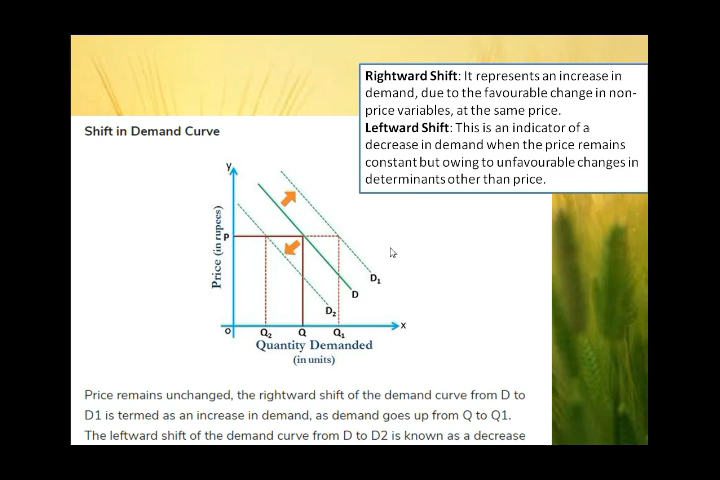 Rightward Shift: It represents an increase in
demand, due to the favourable change in non-
price variables, at the same price.
Leftward Shift: This is an indicator of a
decrease in demand when the price remains
constant but owing to unfavourable changes in
determinants other than price.
Shift in Demand Curve
y
Price (in rupees)
P
D₁
D
D₂
O
Q₂
Q
Q₁
x
Quantity Demanded
(in units)
Price remains unchanged, the rightward shift of the demand curve from D to
D1 is termed as an increase in demand, as demand goes up from Q to Q1.
The leftward shift of the demand curve from D to D2 is known as a decrease